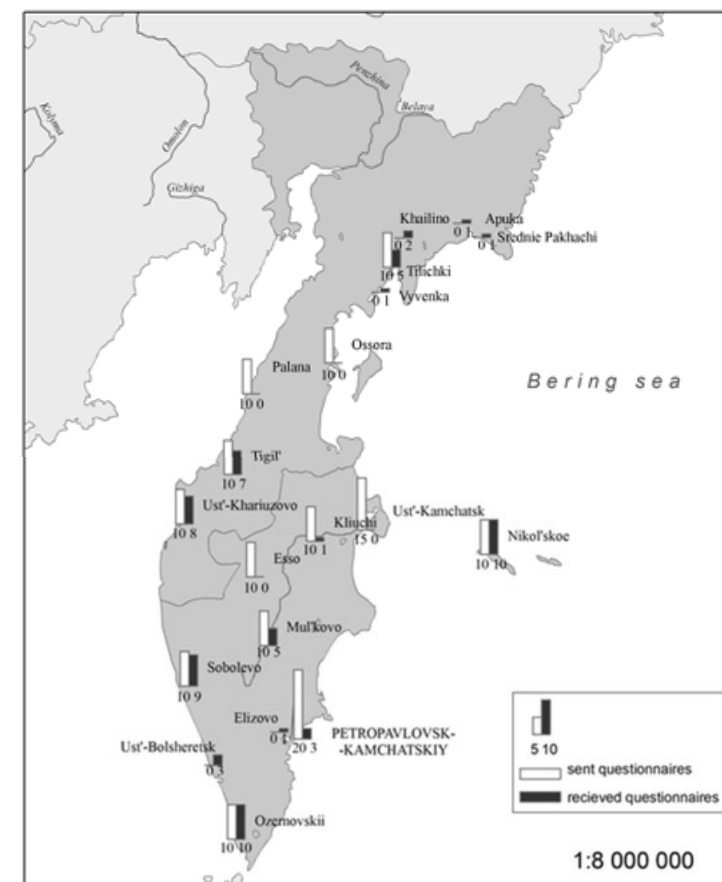 Penzhina
Belaya
Kolyma
Omolon
Gizhiga
Khailino
0 2
Apuka
0 1
Srednie Pakhachi
0 1
Tilichki
10 5
Vyvenka
0 1
Ossora
10 0
Palana
10 0
Bering sea
Tigil'
10 7
Ust'-Khariuzovo
10 8
Kliuchi
10 1
Ust'-Kamchatsk
15 0
Nikol'skoe
10 10
Esso
10 0
Mul'kovo
10 5
Sobolevo
10 9
Elizovo
0 1
PETROPAVLOVSK-
-KAMCHATSKIY
20 3
Ust'-Bolsheretsk
0 3
Ozernovskii
10 10
5 10
sent questionnaires
recieved questionnaires
1:8 000 000